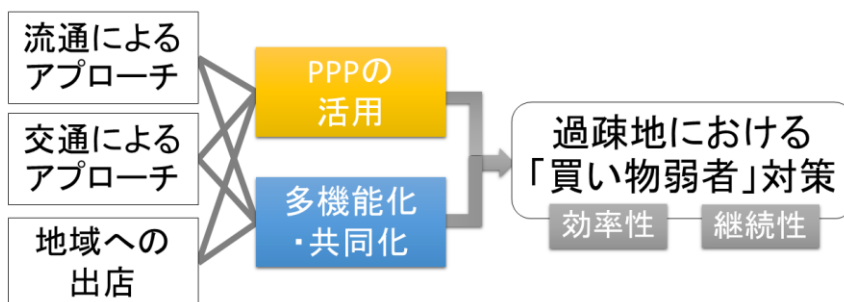 流通による
アプローチ
交通による
アプローチ
地域への
出店
PPPの
活用
多機能化
・共同化
過疎地における
「買い物弱者」対策
効率性
継続性